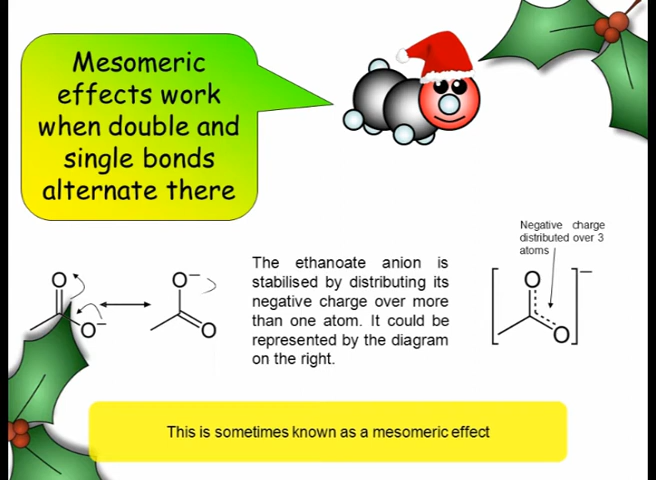 Mesomeric
effects work
when double and
single bonds
alternate there
Negative charge
distributed over 3
atoms
O
O⁻
O⁻
O
The ethanoate anion is
stabilised by distributing its
negative charge over more
than one atom. It could be
represented by the diagram
on the right.
O
O
−
This is sometimes known as a mesomeric effect